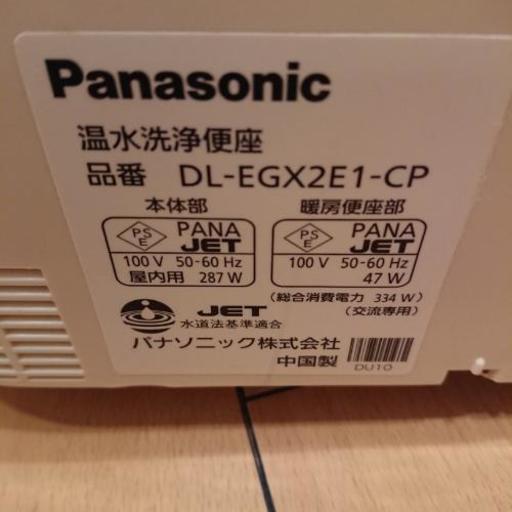 Panasonic
温水洗浄便座
品番 DL-EGX2E1-CP
本体部 暖房便座部
PS E PANA JET PS E PANA JET
100 V 50-60 Hz 100 V 50-60 Hz
屋内用 287 W 47 W
(総合消費電力 334 W)
JET (交流専用)
水道法基準適合
パナソニック株式会社
中国製 DU10